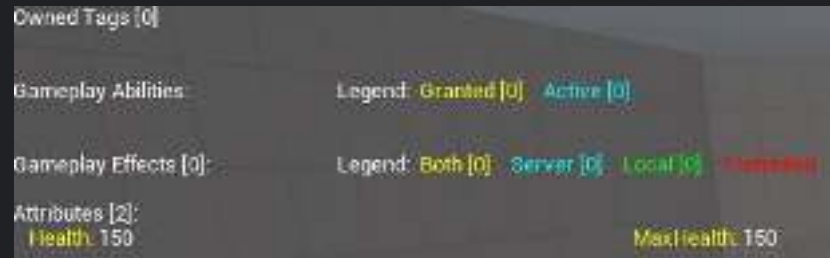 Owned Tags [0]
Gameplay Abilities: Legend: Granted [0] Active [0]
Gameplay Effects [0]: Legend: Both [0] Server [0] Local [0]
Attributes [2]:
Health: 150 MaxHealth: 150